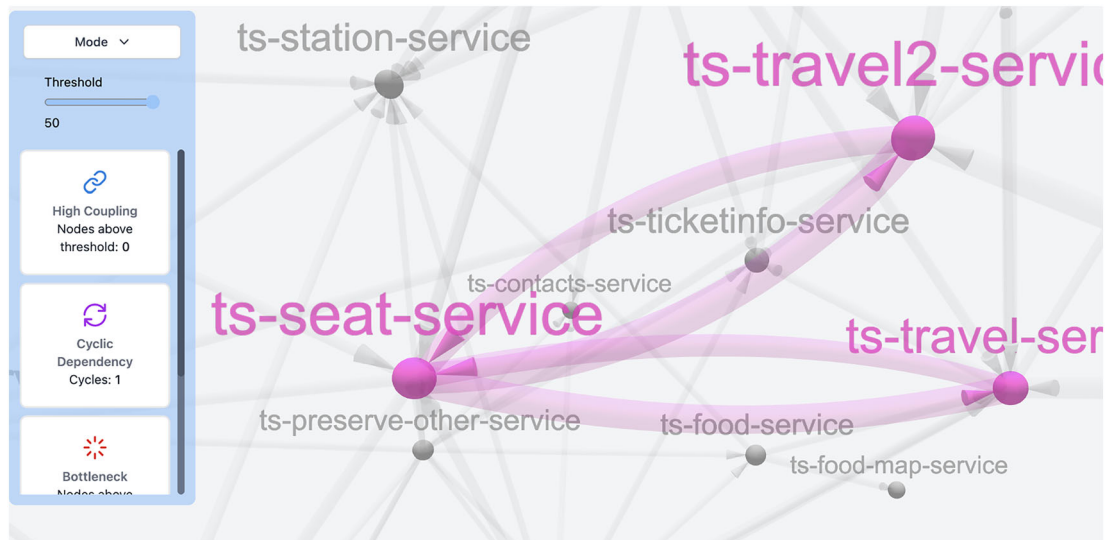 Mode
Threshold
50
High Coupling
Nodes above
threshold: 0
Cyclic
Dependency
Cycles: 1
Bottleneck
Nodes above
ts-station-service
ts-travel2-servic
ts-ticketinfo-service
ts-contacts-service
ts-seat-service
ts-travel-ser
ts-preserve-other-service
ts-food-service
ts-food-map-service